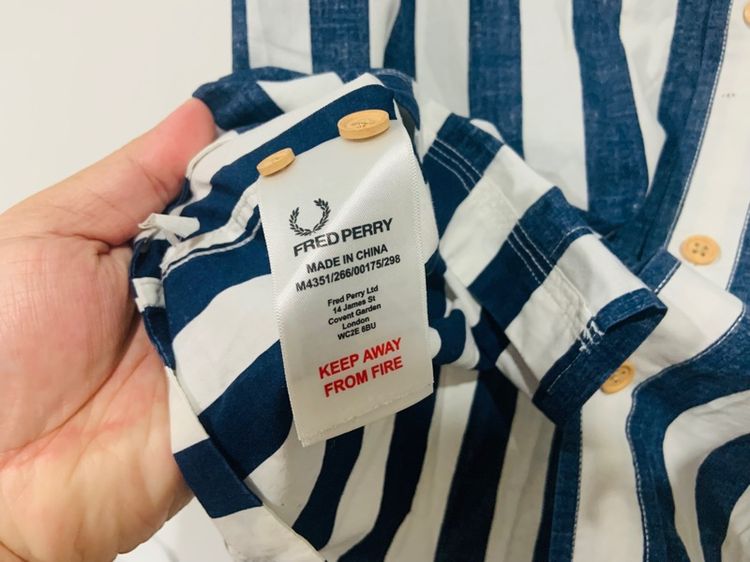 FRED PERRY
MADE IN CHINA
M4351/266/00175/298
Fred Perry Ltd
14 James St
Covent Garden
London
WC2E 8BU
KEEP AWAY
FROM FIRE